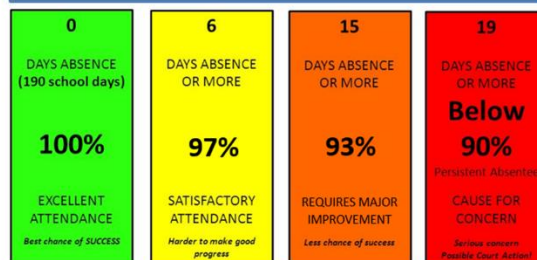 0
DAYS ABSENCE
(190 school days)
100%
EXCELLENT
ATTENDANCE
Best chance of SUCCESS
6
DAYS ABSENCE
OR MORE
97%
SATISFACTORY
ATTENDANCE
Harder to make good
progress
15
DAYS ABSENCE
OR MORE
93%
REQUIRES MAJOR
IMPROVEMENT
Less chance of success
19
DAYS ABSENCE
OR MORE
Below
90%
Persistent Absentee
CAUSE FOR
CONCERN
Serious concern
Possible Court Action!